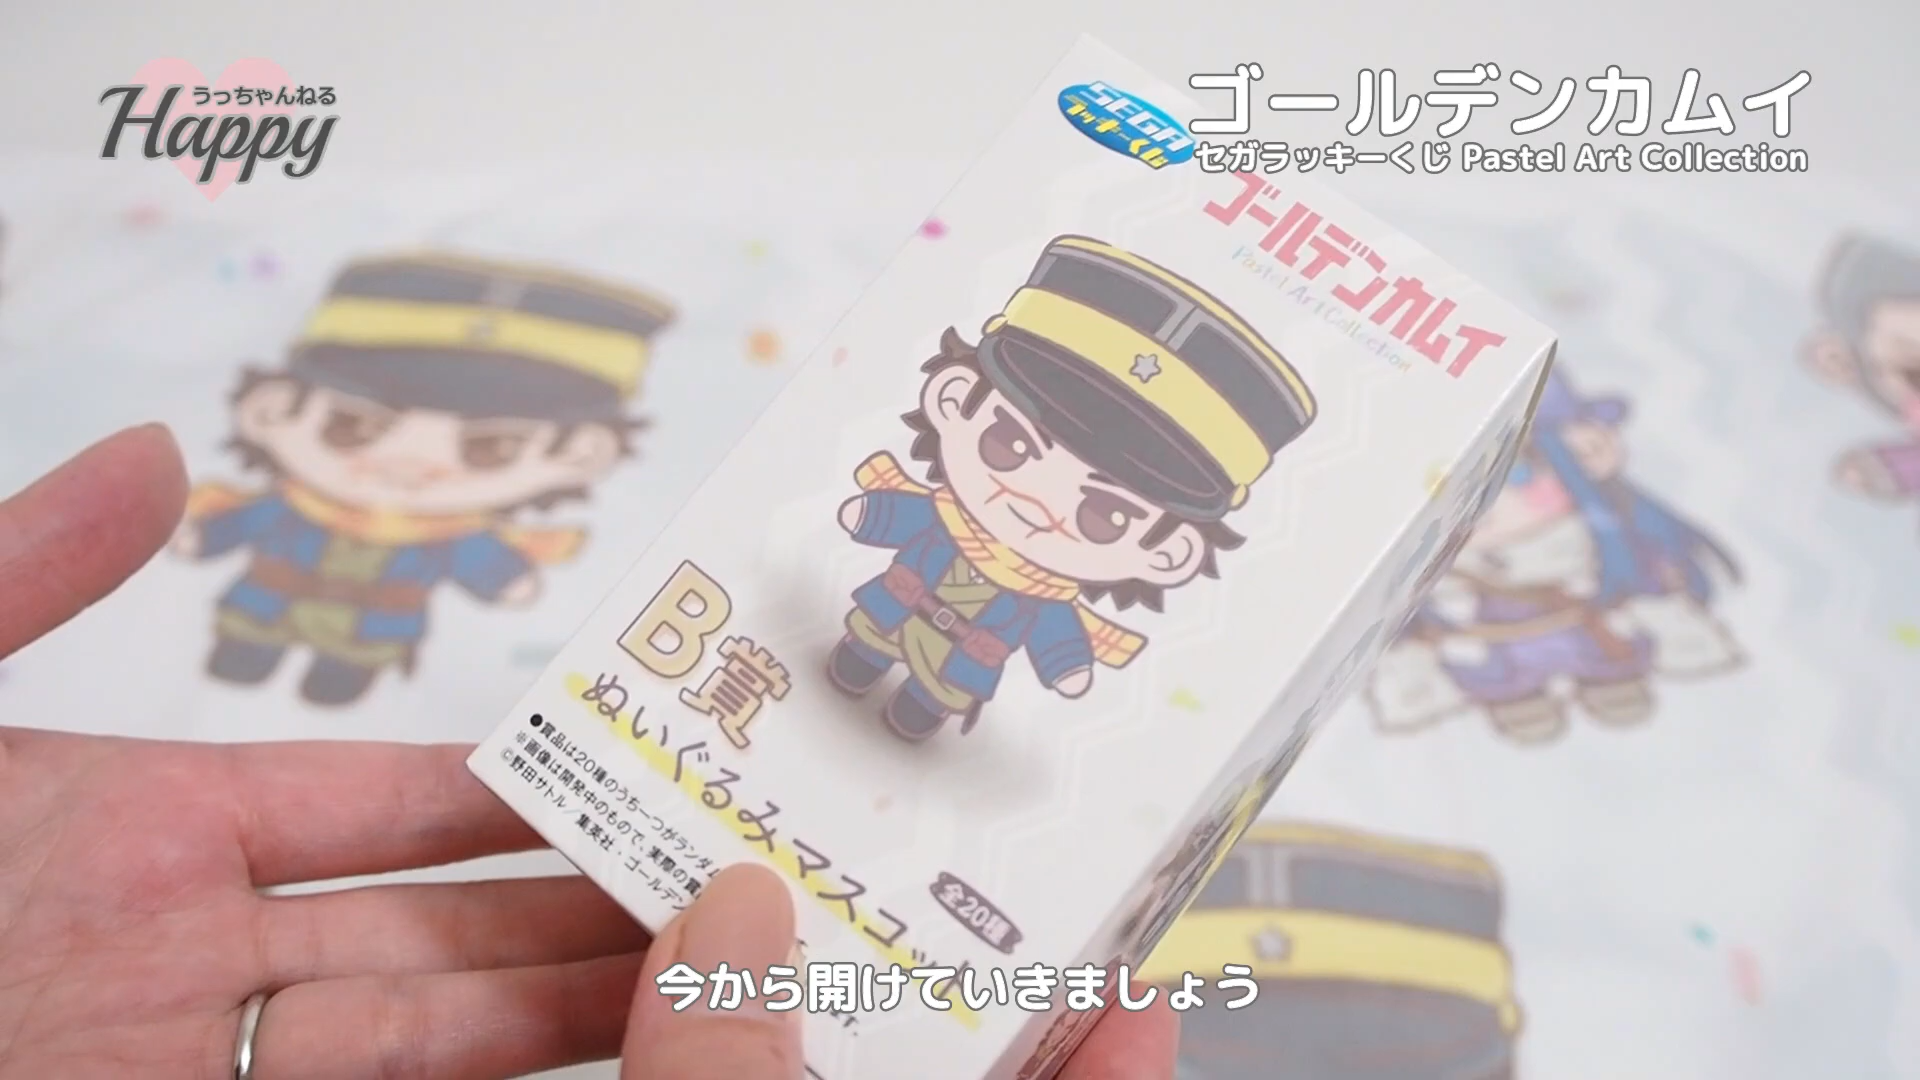 うっちゃんねる
Happy
ゴールデンカムイ
セガラッキーくじ Pastel Art Collection
SEGA
ラッキーくじ
ゴールデンカムイ
Pastel Art Collection
B賞
ぬいぐるみマスコット
全20種
●賞品は20種のうち一つがランダム
※画像は開発中のもので、実際の賞
©野田サトル／集英社・ゴールデン
今から開けていきましょう